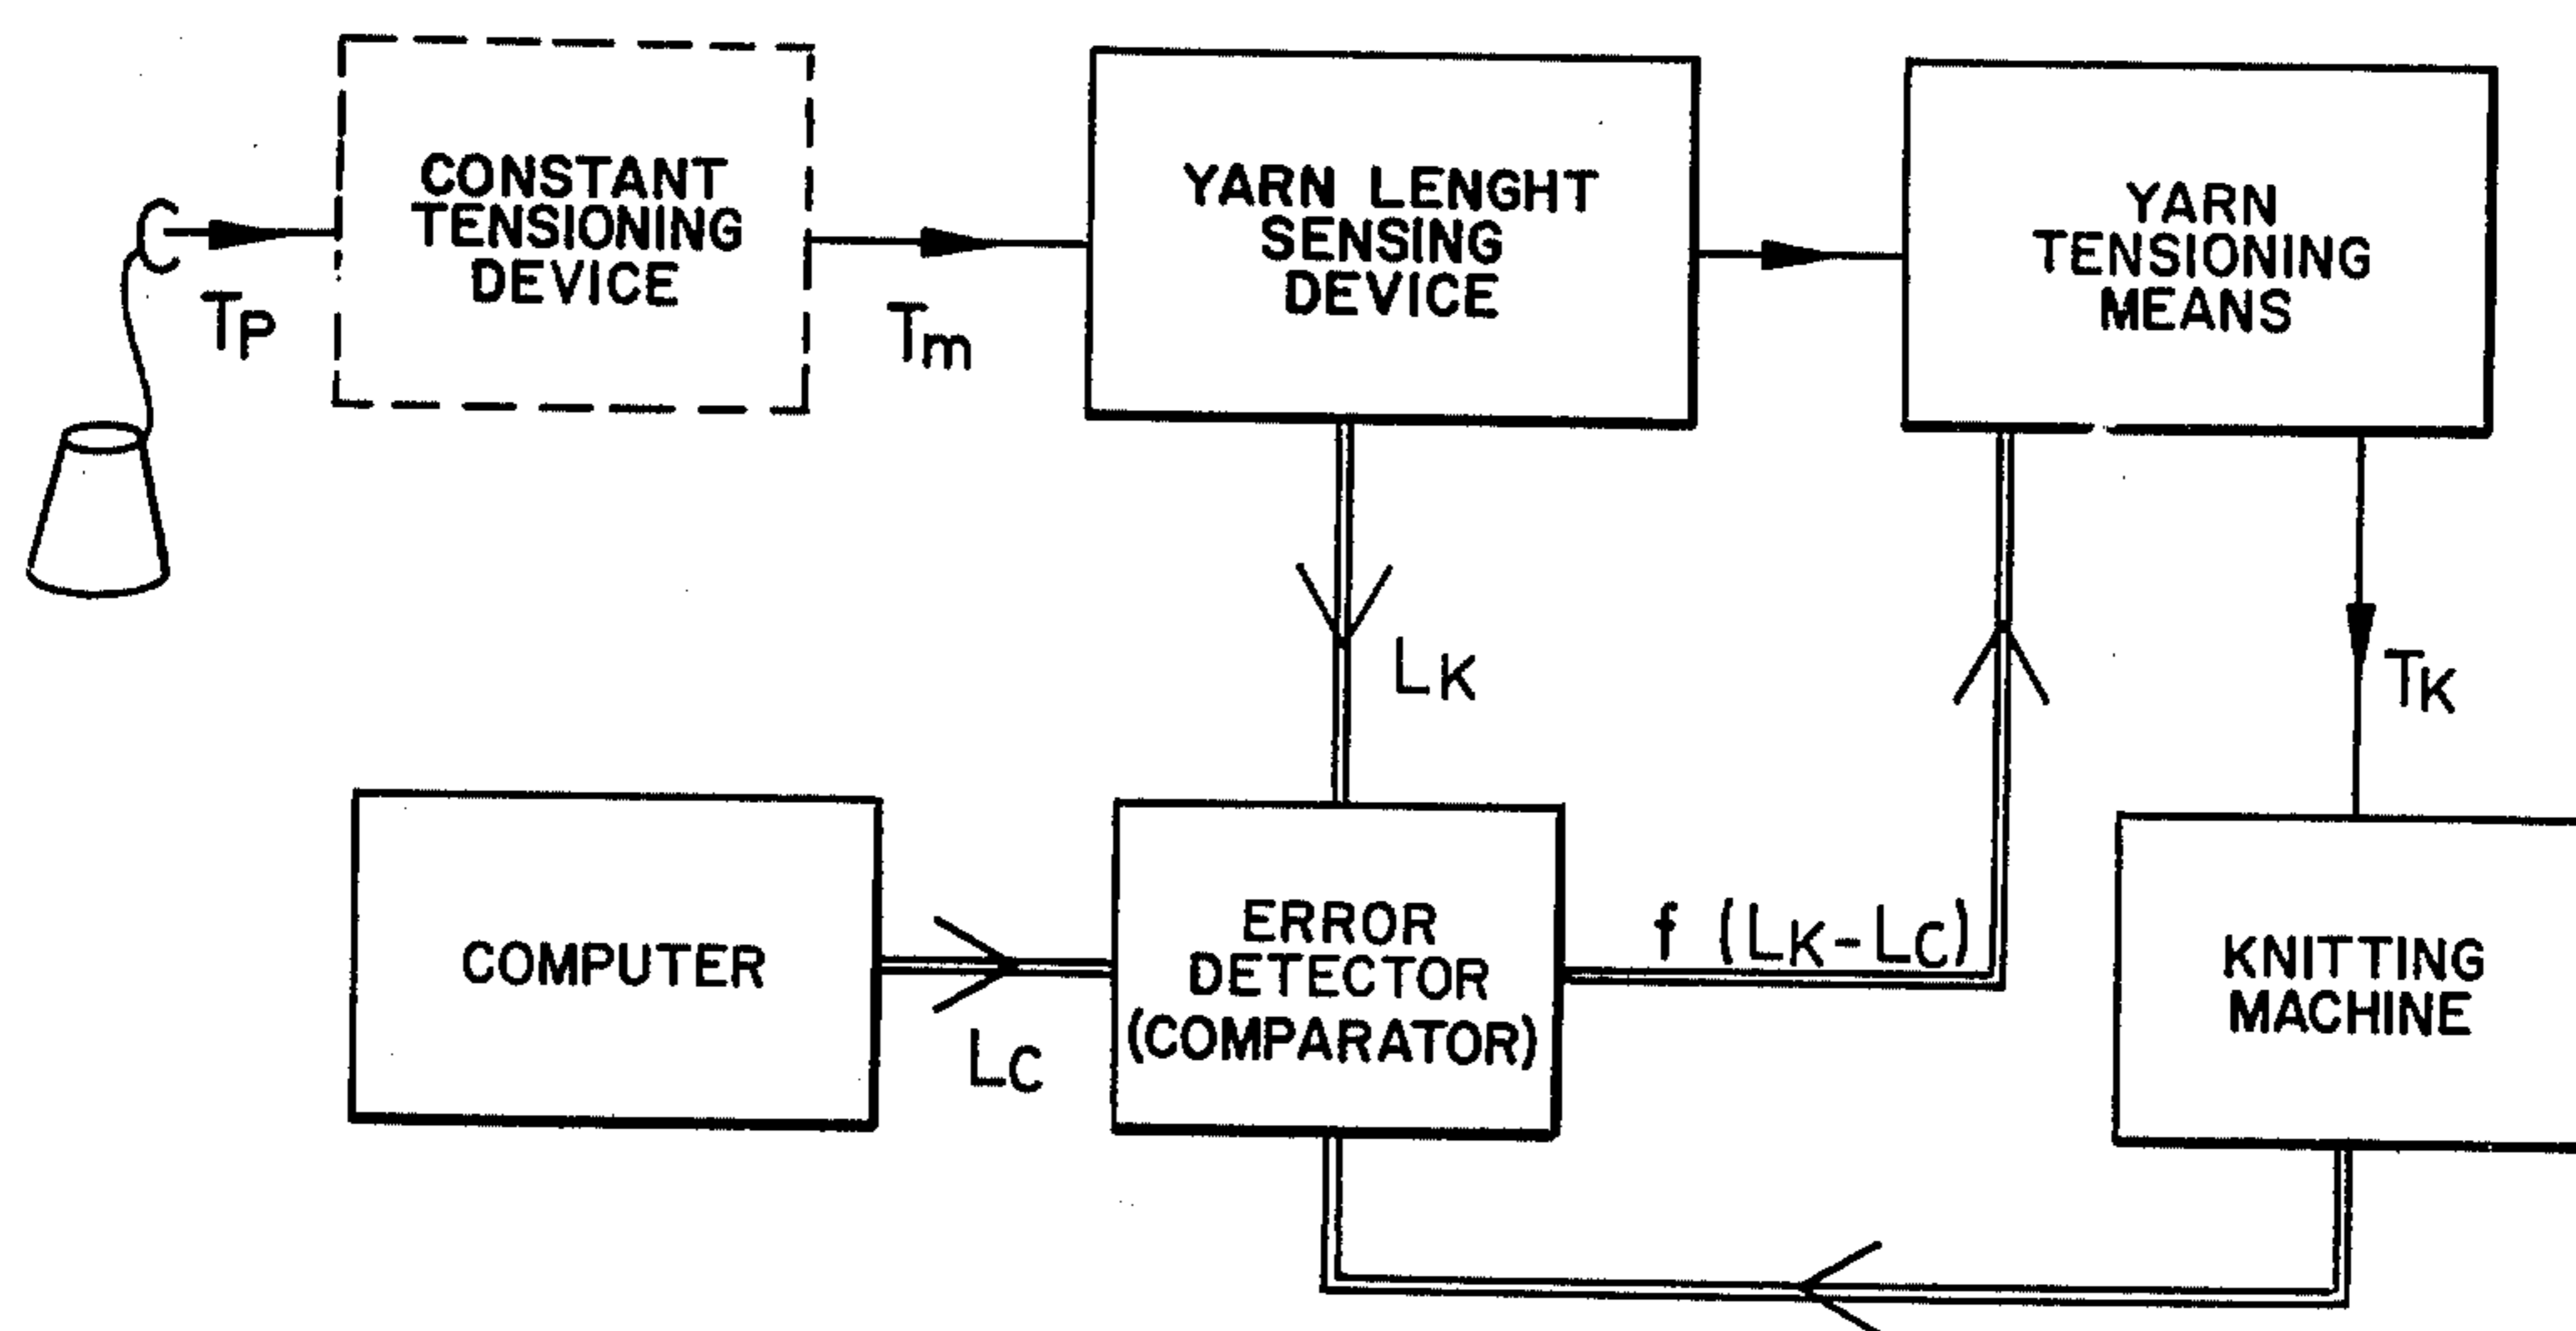 CONSTANT
TENSIONING
DEVICE
YARN LENGHT
SENSING
DEVICE
YARN
TENSIONING
MEANS
TP
Tm
LK
TK
COMPUTER
LC
ERROR
DETECTOR
(COMPARATOR)
f (LK-LC)
KNITTING
MACHINE